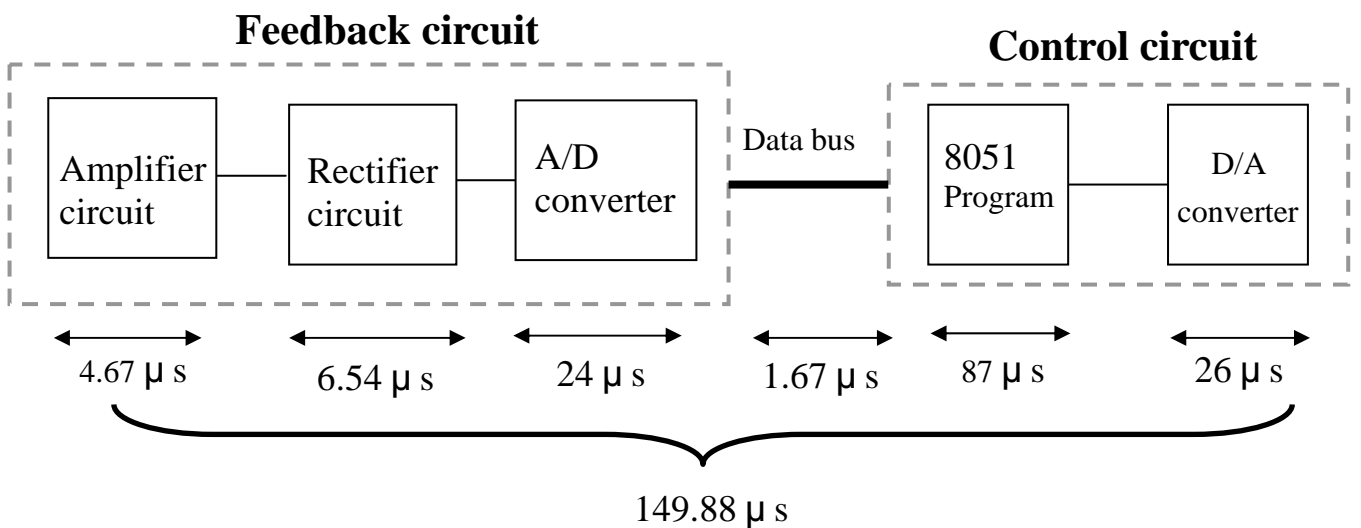 Feedback circuit
Control circuit
Amplifier
circuit
Rectifier
circuit
A/D
converter
Data bus
8051
Program
D/A
converter
4.67 μ s
6.54 μ s
24 μ s
1.67 μ s
87 μ s
26 μ s
149.88 μ s